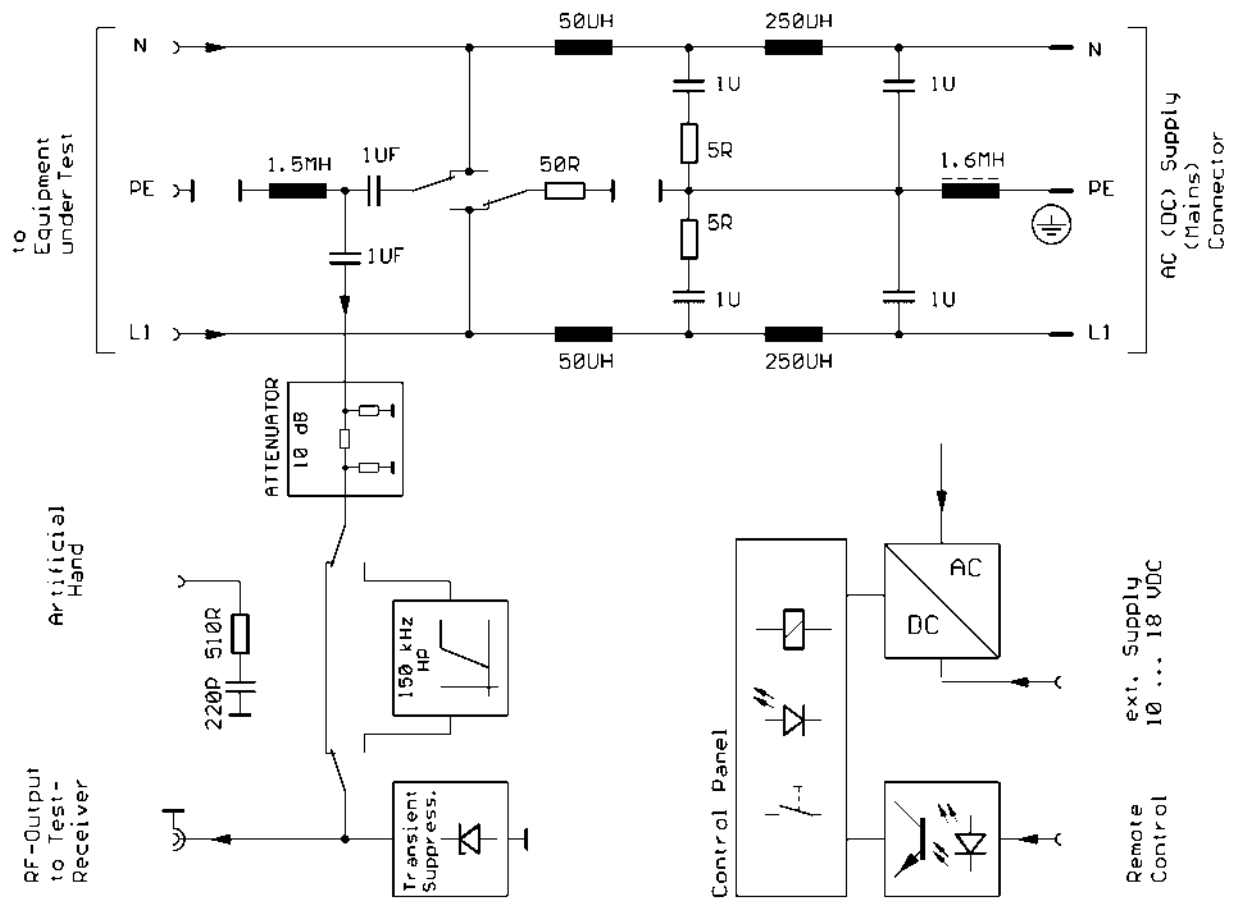 50UH
250UH
N
N
1U
1U
to
Equipment
under Test
1.5MH
1UF
50R
5R
1.6MH
PE
PE
5R
1UF
1U
1U
AC (DC) Supply
(Mains)
Connector
L1
L1
50UH
250UH
ATTENUATOR
10 dB
Artificial
Hand
220P 510R
150 kHz
HP
AC
DC
ext. Supply
10 ... 18 VDC
Control Panel
RF-Output
to Test-
Receiver
Transient
Suppress.
Remote
Control